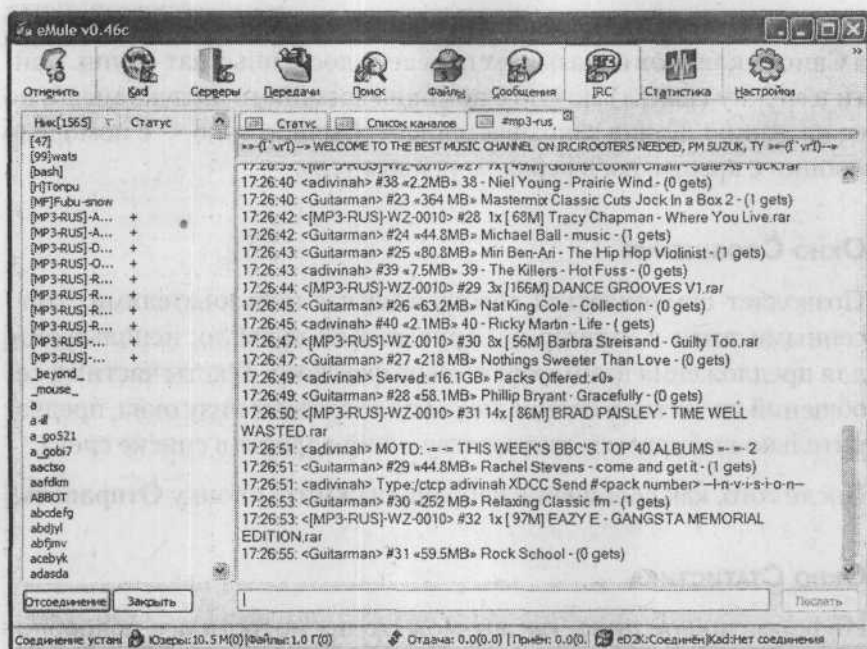 eMule v0.46c
Отменить Kad Серверы Передачи Поиск Файлы Сообщения IRC Статистика Настройки »
Ник[1565] Статус
Статус Список каналов #mp3-rus
[47]
[99]wats
[bash]
[H]Tonpu
[MF]Fubu-snow
[MP3-RUS]-A... +
[MP3-RUS]-A... +
[MP3-RUS]-D... +
[MP3-RUS]-O... +
[MP3-RUS]-R... +
[MP3-RUS]-R... +
[MP3-RUS]-R... +
[MP3-RUS]-R... +
[MP3-RUS]-... +
[MP3-RUS]-... +
_beyond_
_mouse_
a_go521
a_gobi7
aactso
aafdkm
ABBOT
abcdefg
abdjyl
abfjmv
acebyk
adasda
WELCOME TO THE BEST MUSIC CHANNEL ON IRC!ROOTERS NEEDED, PM SUZUK, TY
17:26:40: <adivinah> #38 «2.2MB» 38 - Niel Young - Prairie Wind - (0 gets)
17:26:40: <Guitarman> #23 «364 MB» Mastermix Classic Cuts Jock In a Box 2 - (1 gets)
17:26:42: <[MP3-RUS]-WZ-0010> #28 1x [ 68M] Tracy Chapman - Where You Live.rar
17:26:42: <Guitarman> #24 «44.8MB» Michael Ball - music - (1 gets)
17:26:43: <Guitarman> #25 «80.8MB» Miri Ben-Ari - The Hip Hop Violinist - (1 gets)
17:26:43: <adivinah> #39 «7.5MB» 39 - The Killers - Hot Fuss - (0 gets)
17:26:44: <[MP3-RUS]-WZ-0010> #29 3x [166M] DANCE GROOVES V1.rar
17:26:45: <Guitarman> #26 «63.2MB» Nat King Cole - Collection - (0 gets)
17:26:45: <adivinah> #40 «2.1MB» 40 - Ricky Martin - Life - ( gets)
17:26:47: <[MP3-RUS]-WZ-0010> #30 8x [ 56M] Barbra Streisand - Guilty Too.rar
17:26:47: <Guitarman> #27 «218 MB» Nothings Sweeter Than Love - (0 gets)
17:26:49: <adivinah> Served:«16.1GB» Packs Offered:«0»
17:26:49: <Guitarman> #28 «58.1MB» Phillip Bryant - Gracefully - (0 gets)
17:26:50: <[MP3-RUS]-WZ-0010> #31 14x [ 86M] BRAD PAISLEY - TIME WELL
WASTED.rar
17:26:51: <adivinah> MOTD: -=-= THIS WEEK'S BBC'S TOP 40 ALBUMS =-=- 2
17:26:51: <Guitarman> #29 «44.8MB» Rachel Stevens - come and get it - (1 gets)
17:26:51: <adivinah> Type:/ctcp adivinah XDCC Send #<pack number> --I-n-v-i-s-i-o-n--
17:26:53: <Guitarman> #30 «252 MB» Relaxing Classic fm - (1 gets)
17:26:53: <[MP3-RUS]-WZ-0010> #32 1x [ 97M] EAZY E - GANGSTA MEMORIAL
EDITION.rar
17:26:55: <Guitarman> #31 «59.5MB» Rock School - (0 gets)
Отсоединение Закрыть Послать
Соединение устан Юзеры:10.5 M(0)|Файлы:1.0 Г(0) Отдача: 0.0(0.0) | Приём: 0.0(0. eD2K:Соединён|Kad:Нет соединения